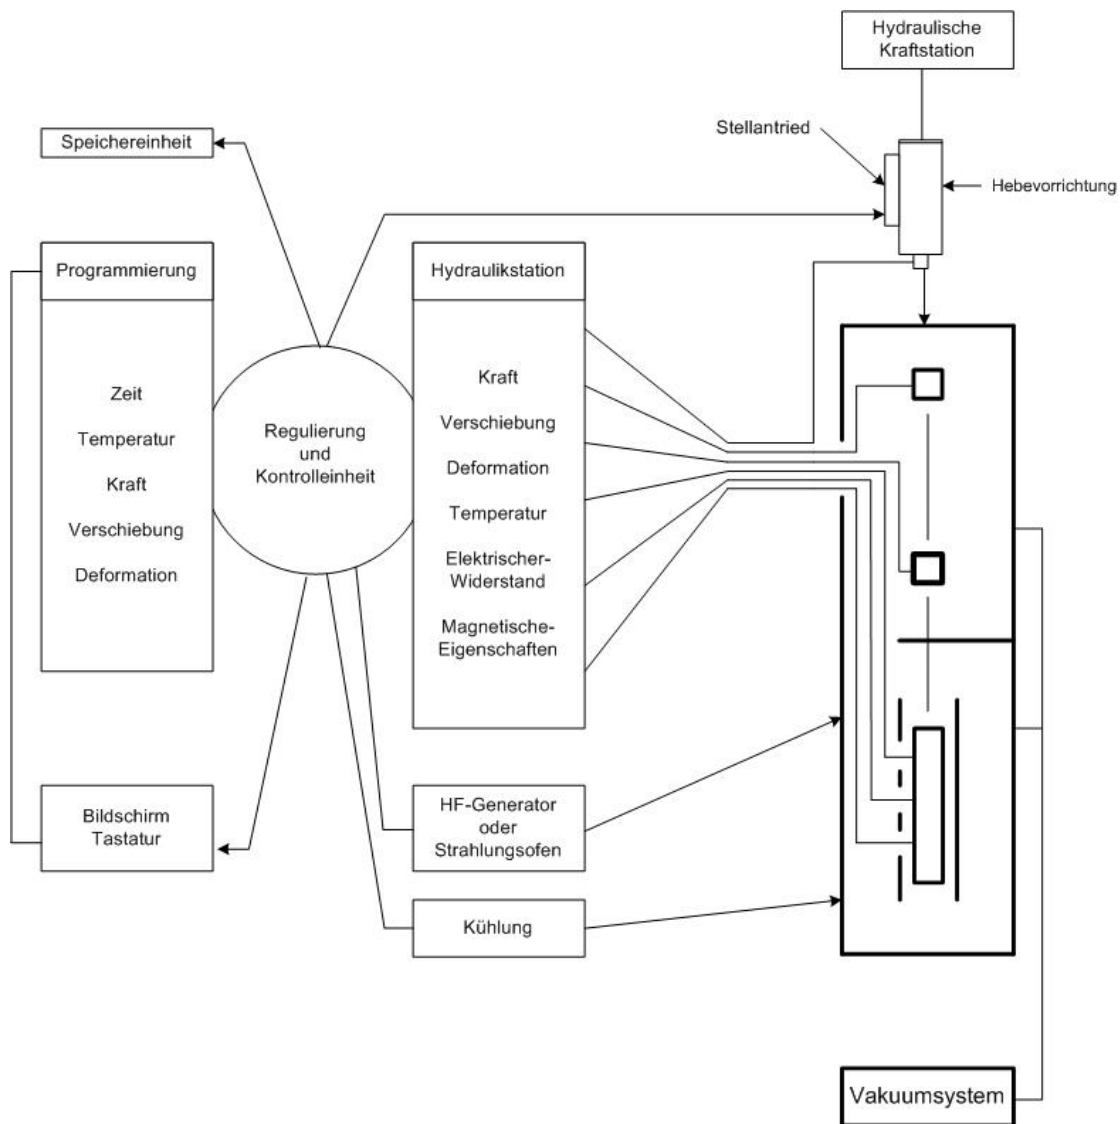 Hydraulische
Kraftstation
Stellantried
Speichereinheit
Hebevorrichtung
Programmierung
Zeit
Temperatur
Kraft
Verschiebung
Deformation
Regulierung
und
Kontrolleinheit
Hydraulikstation
Kraft
Verschiebung
Deformation
Temperatur
Elektrischer-
Widerstand
Magnetische-
Eigenschaften
Bildschirm
Tastatur
HF-Generator
oder
Strahlungsofen
Kühlung
Vakuumsystem